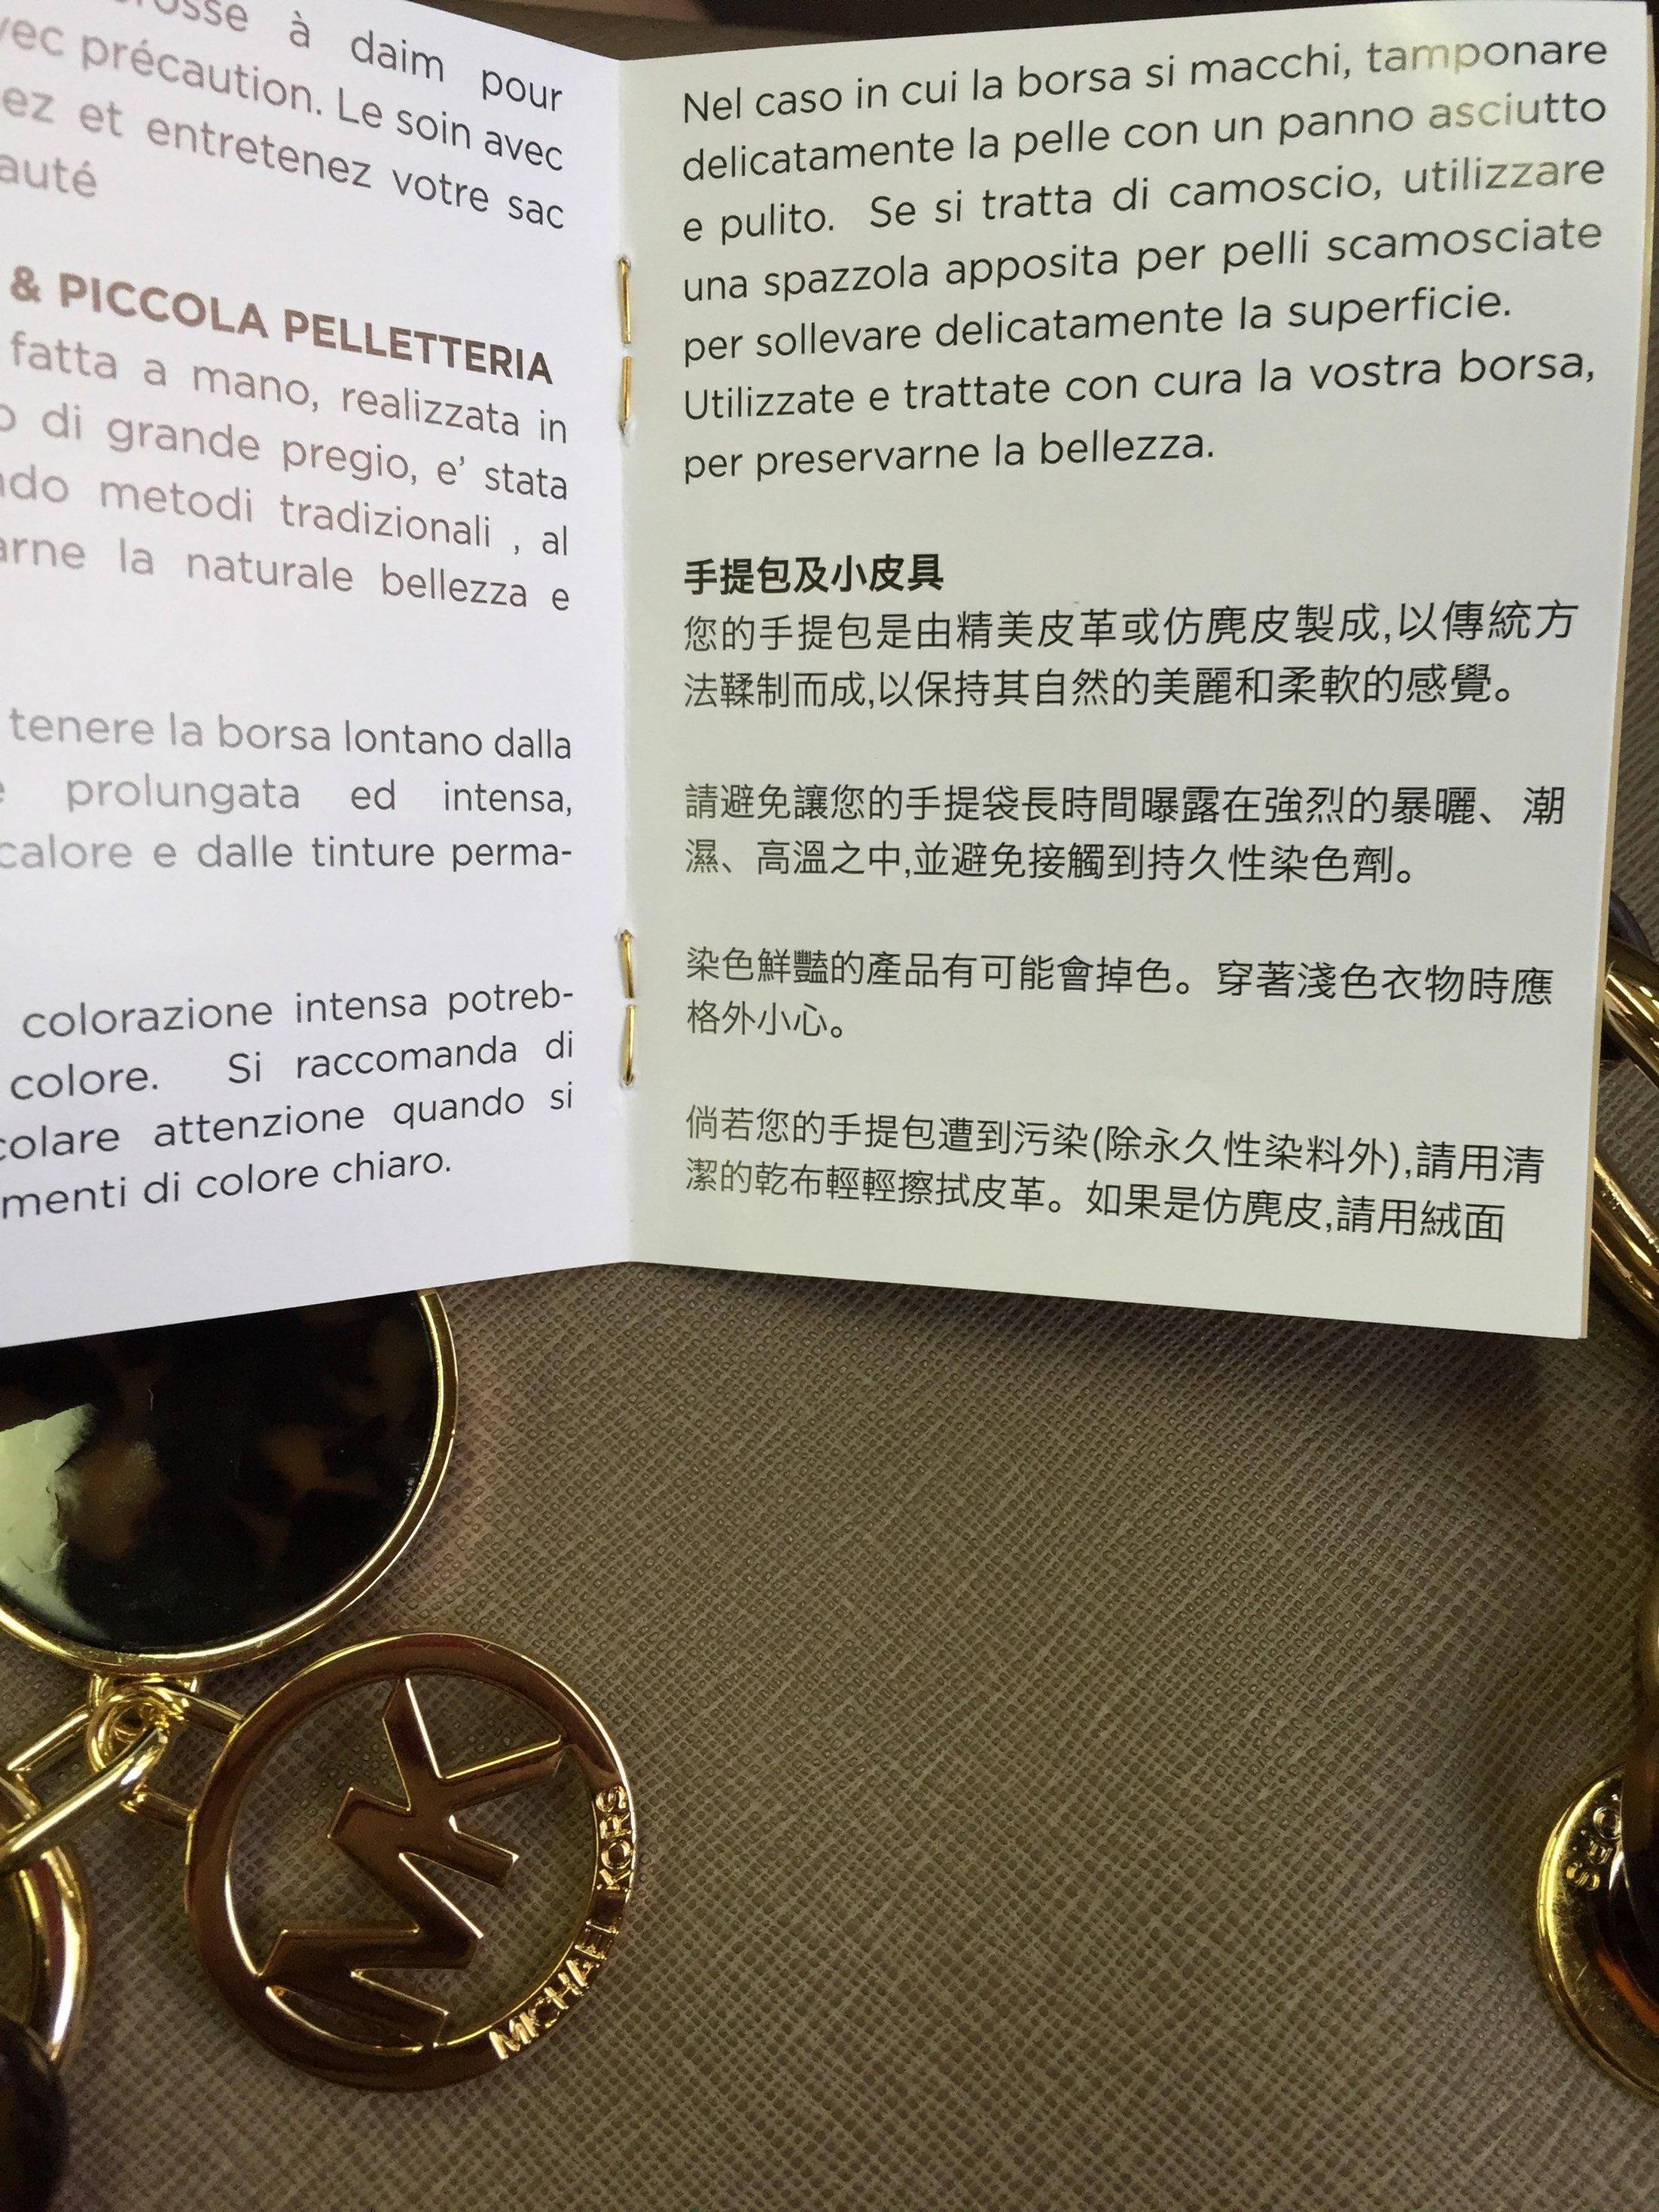 à daim pour
précaution. Le soin avec
et entretenez votre sac
& PICCOLA PELLETTERIA
fatta a mano, realizzata in
di grande pregio, e' stata
metodi tradizionali , al
la naturale bellezza e
tenere la borsa lontano dalla
prolungata ed intensa,
calore e dalle tinture perma-
colorazione intensa potreb-
colore. Si raccomanda di
attenzione quando si
di colore chiaro.
Nel caso in cui la borsa si macchi, tamponare
delicatamente la pelle con un panno asciutto
e pulito. Se si tratta di camoscio, utilizzare
una spazzola apposita per pelli scamosciate
per sollevare delicatamente la superficie.
Utilizzate e trattate con cura la vostra borsa,
per preservarne la bellezza.
手提包及小皮具
您的手提包是由精美皮革或仿麂皮製成,以傳統方
法鞣制而成,以保持其自然的美麗和柔軟的感覺。
請避免讓您的手提袋長時間曝露在強烈的暴曬、潮
濕、高溫之中,並避免接觸到持久性染色劑。
染色鮮豔的產品有可能會掉色。穿著淺色衣物時應
格外小心。
倘若您的手提包遭到污染(除永久性染料外),請用清
潔的乾布輕輕擦拭皮革。如果是仿麂皮,請用絨面
MK
MICHAEL KORS